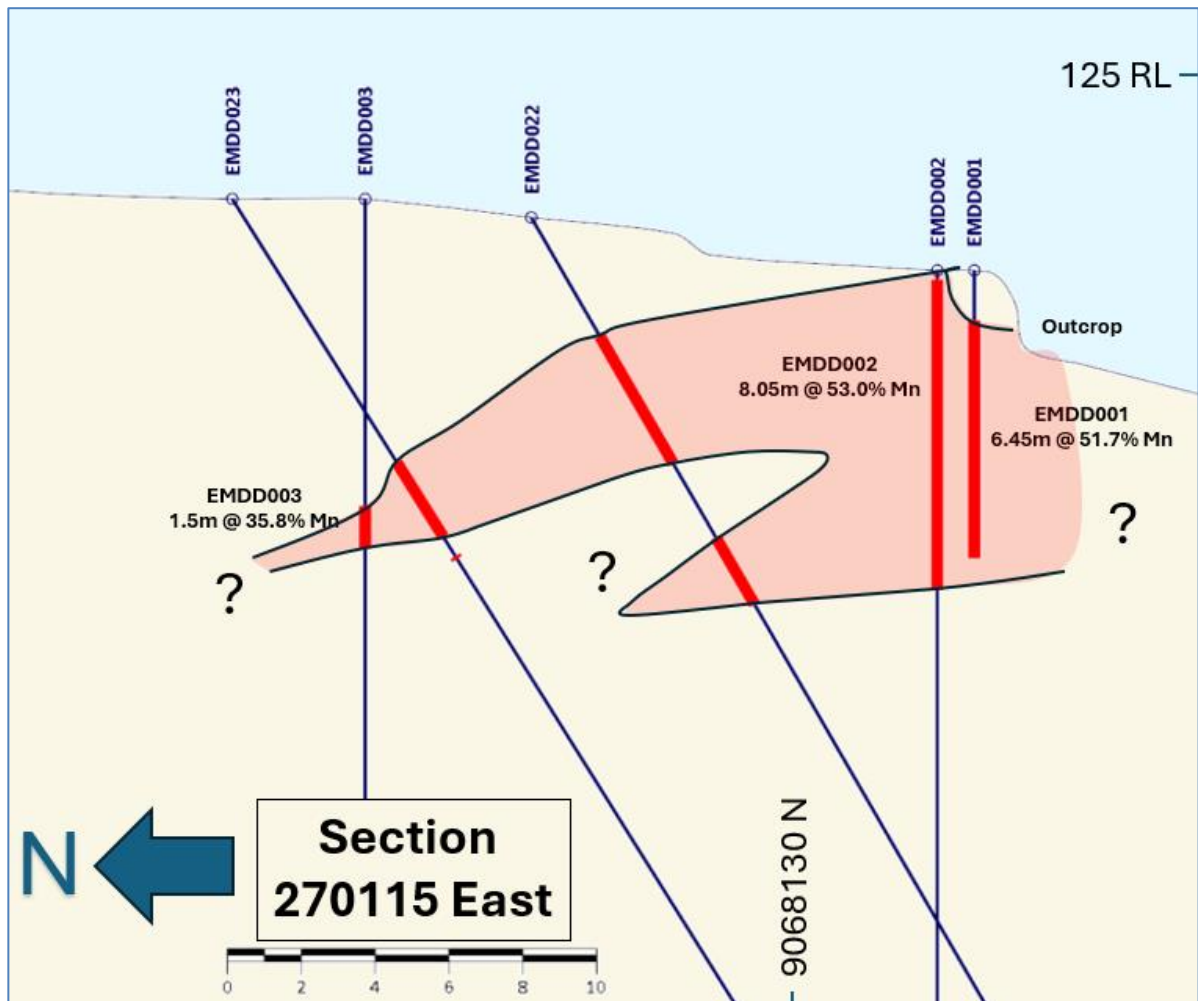 125 RL
EMDD023
EMDD003
EMDD022
EMDD002
EMDD001
Outcrop
EMDD002
8.05m @ 53.0% Mn
EMDD001
6.45m @ 51.7% Mn
EMDD003
1.5m @ 35.8% Mn
?
?
?
N
Section
270115 East
9068130 N
0 2 4 6 8 10